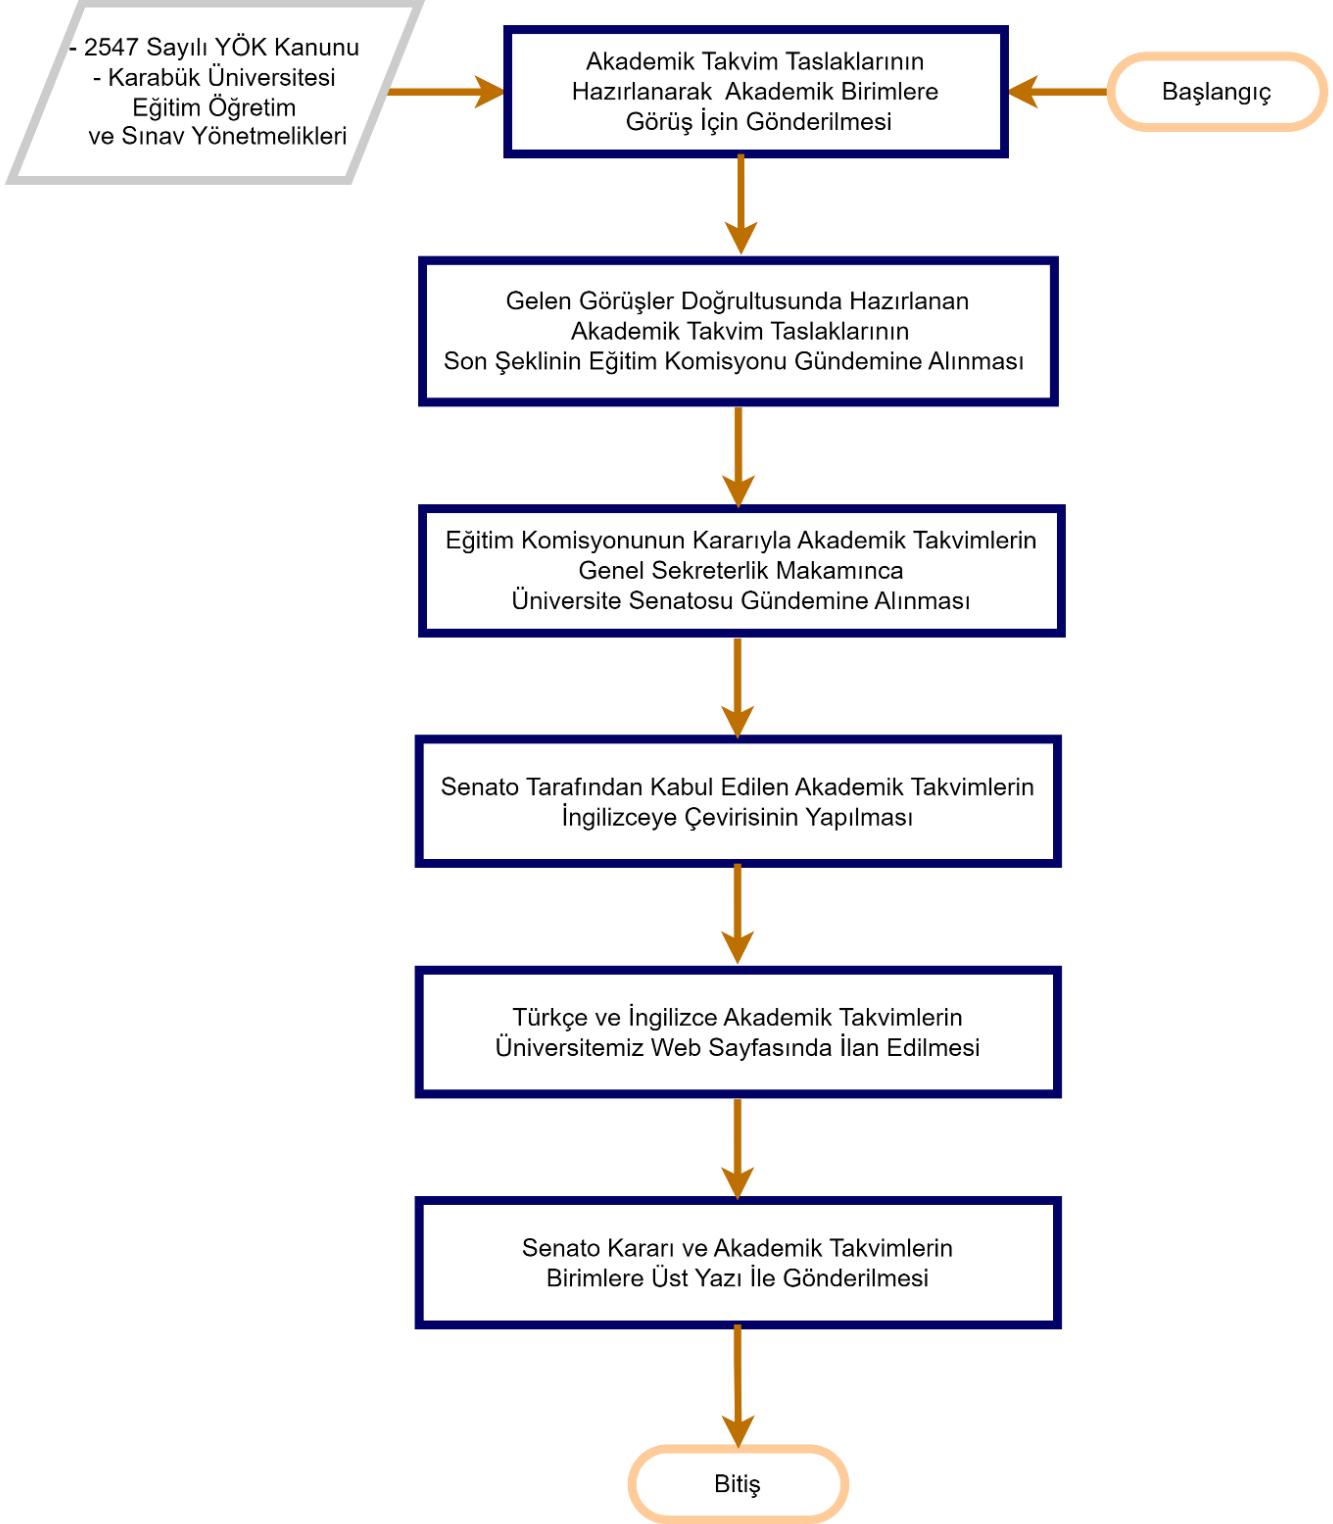 - 2547 Sayılı YÖK Kanunu
- Karabük Üniversitesi
Eğitim Öğretim
ve Sınav Yönetmelikleri
Akademik Takvim Taslaklarının
Hazırlanarak Akademik Birimlere
Görüş İçin Gönderilmesi
Başlangıç
Gelen Görüşler Doğrultusunda Hazırlanan
Akademik Takvim Taslaklarının
Son Şeklinin Eğitim Komisyonu Gündemine Alınması
Eğitim Komisyonunun Kararıyla Akademik Takvimlerin
Genel Sekreterlik Makamınca
Üniversite Senatosu Gündemine Alınması
Senato Tarafından Kabul Edilen Akademik Takvimlerin
İngilizceye Çevirisinin Yapılması
Türkçe ve İngilizce Akademik Takvimlerin
Üniversitemiz Web Sayfasında İlan Edilmesi
Senato Kararı ve Akademik Takvimlerin
Birimlere Üst Yazı İle Gönderilmesi
Bitiş